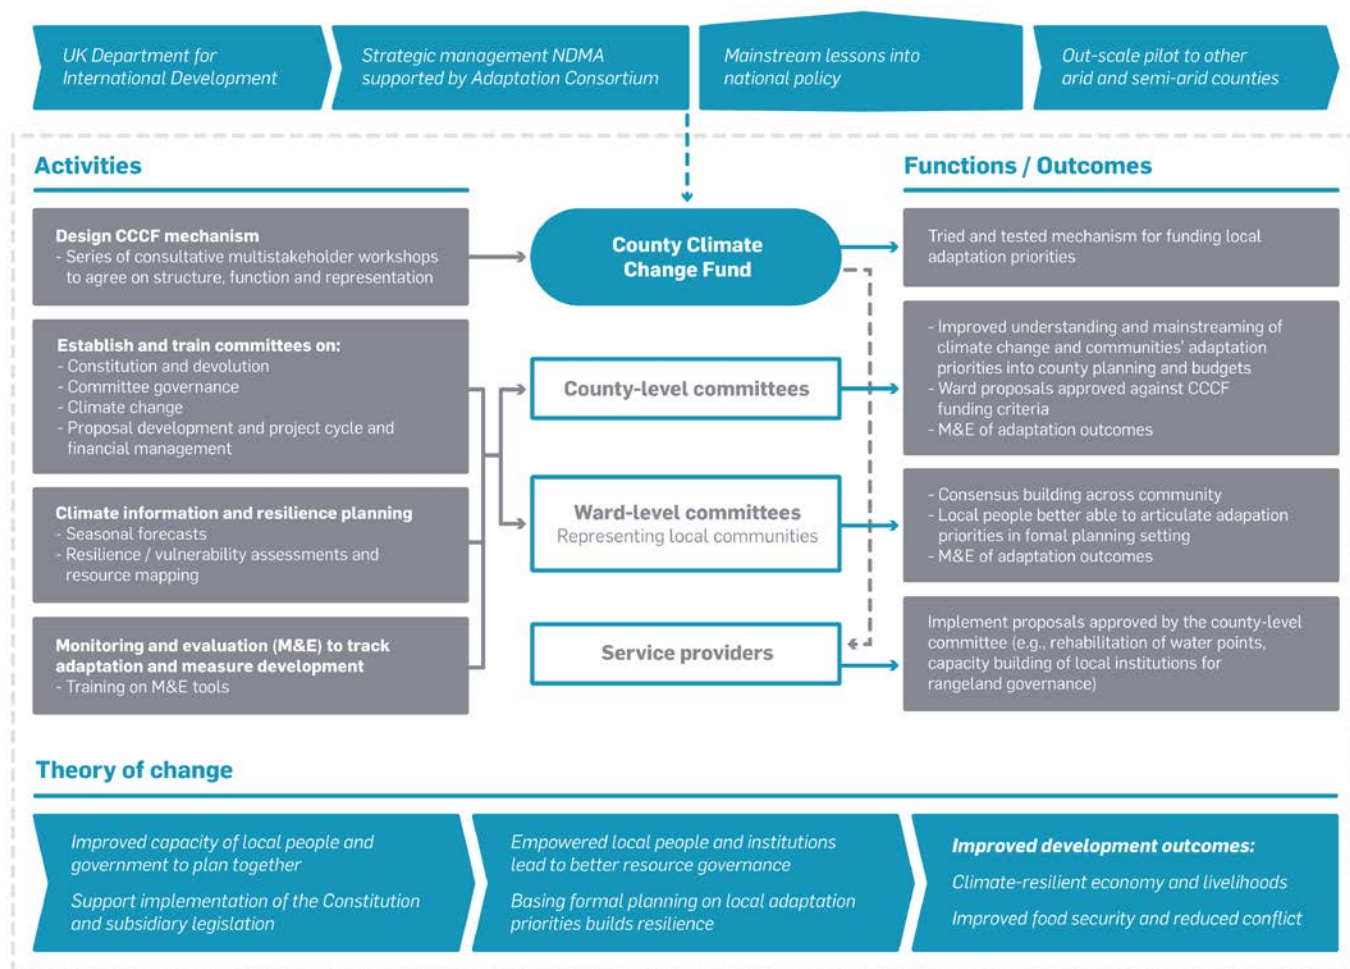 UK Department for
International Development
Strategic management NDMA
supported by Adaptation Consortium
Mainstream lessons into
national policy
Out-scale pilot to other
arid and semi-arid counties
Activities
Design CCCF mechanism
- Series of consultative multistakeholder workshops
to agree on structure, function and representation
Establish and train committees on:
- Constitution and devolution
- Committee governance
- Climate change
- Proposal development and project cycle and
financial management
Climate information and resilience planning
- Seasonal forecasts
- Resilience / vulnerability assessments and
resource mapping
Monitoring and evaluation (M&E) to track
adaptation and measure development
- Training on M&E tools
County Climate
Change Fund
County-level committees
Ward-level committees
Representing local communities
Service providers
Functions / Outcomes
Tried and tested mechanism for funding local
adaptation priorities
- Improved understanding and mainstreaming of
climate change and communities' adaptation
priorities into county planning and budgets
- Ward proposals approved against CCCF
funding criteria
- M&E of adaptation outcomes
- Consensus building across community
- Local people better able to articulate adapation
priorities in fomal planning setting
- M&E of adaptation outcomes
Implement proposals approved by the county-level
committee (e.g., rehabilitation of water points,
capacity building of local institutions for
rangeland governance)
Theory of change
Improved capacity of local people and
government to plan together
Support implementation of the Constitution
and subsidiary legislation
Empowered local people and institutions
lead to better resource governance
Basing formal planning on local adaptation
priorities builds resilience
Improved development outcomes:
Climate-resilient economy and livelihoods
Improved food security and reduced conflict